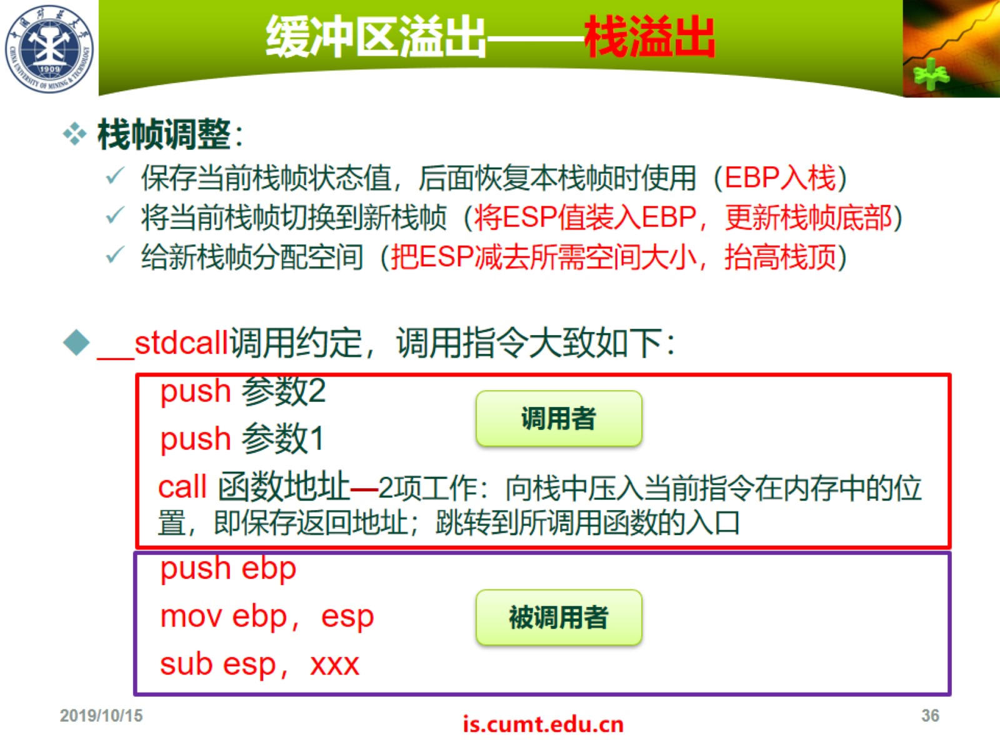 中国矿业大学
CHINA UNIVERSITY OF MINING & TECHNOLOGY
1909
缓冲区溢出——栈溢出
栈帧调整：
保存当前栈帧状态值，后面恢复本栈帧时使用（EBP入栈）
将当前栈帧切换到新栈帧（将ESP值装入EBP，更新栈帧底部）
给新栈帧分配空间（把ESP减去所需空间大小，抬高栈顶）
__stdcall调用约定，调用指令大致如下：
push 参数2
调用者
push 参数1
call 函数地址—2项工作：向栈中压入当前指令在内存中的位
置，即保存返回地址；跳转到所调用函数的入口
push ebp
mov ebp，esp
被调用者
sub esp，xxx
2019/10/15
is.cumt.edu.cn
36